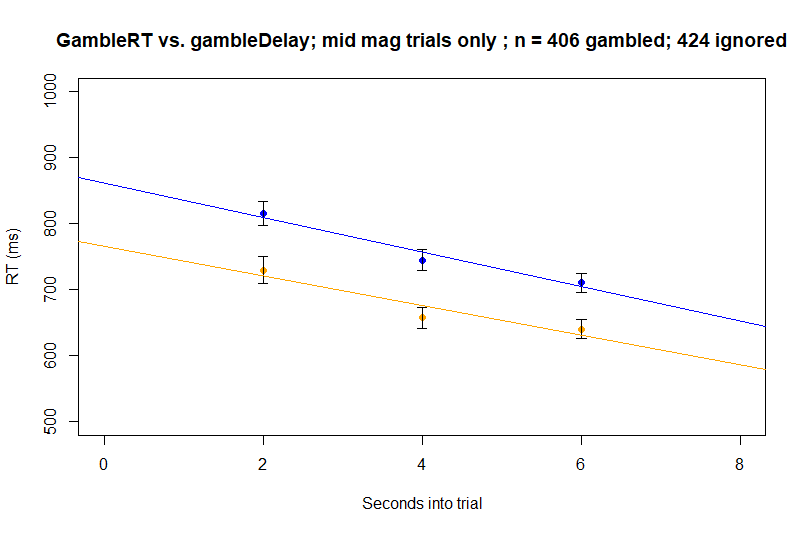 GambleRT vs. gambleDelay; mid mag trials only ; n = 406 gambled; 424 ignored
1000
900
800
700
600
500
RT (ms)
0 2 4 6 8
Seconds into trial